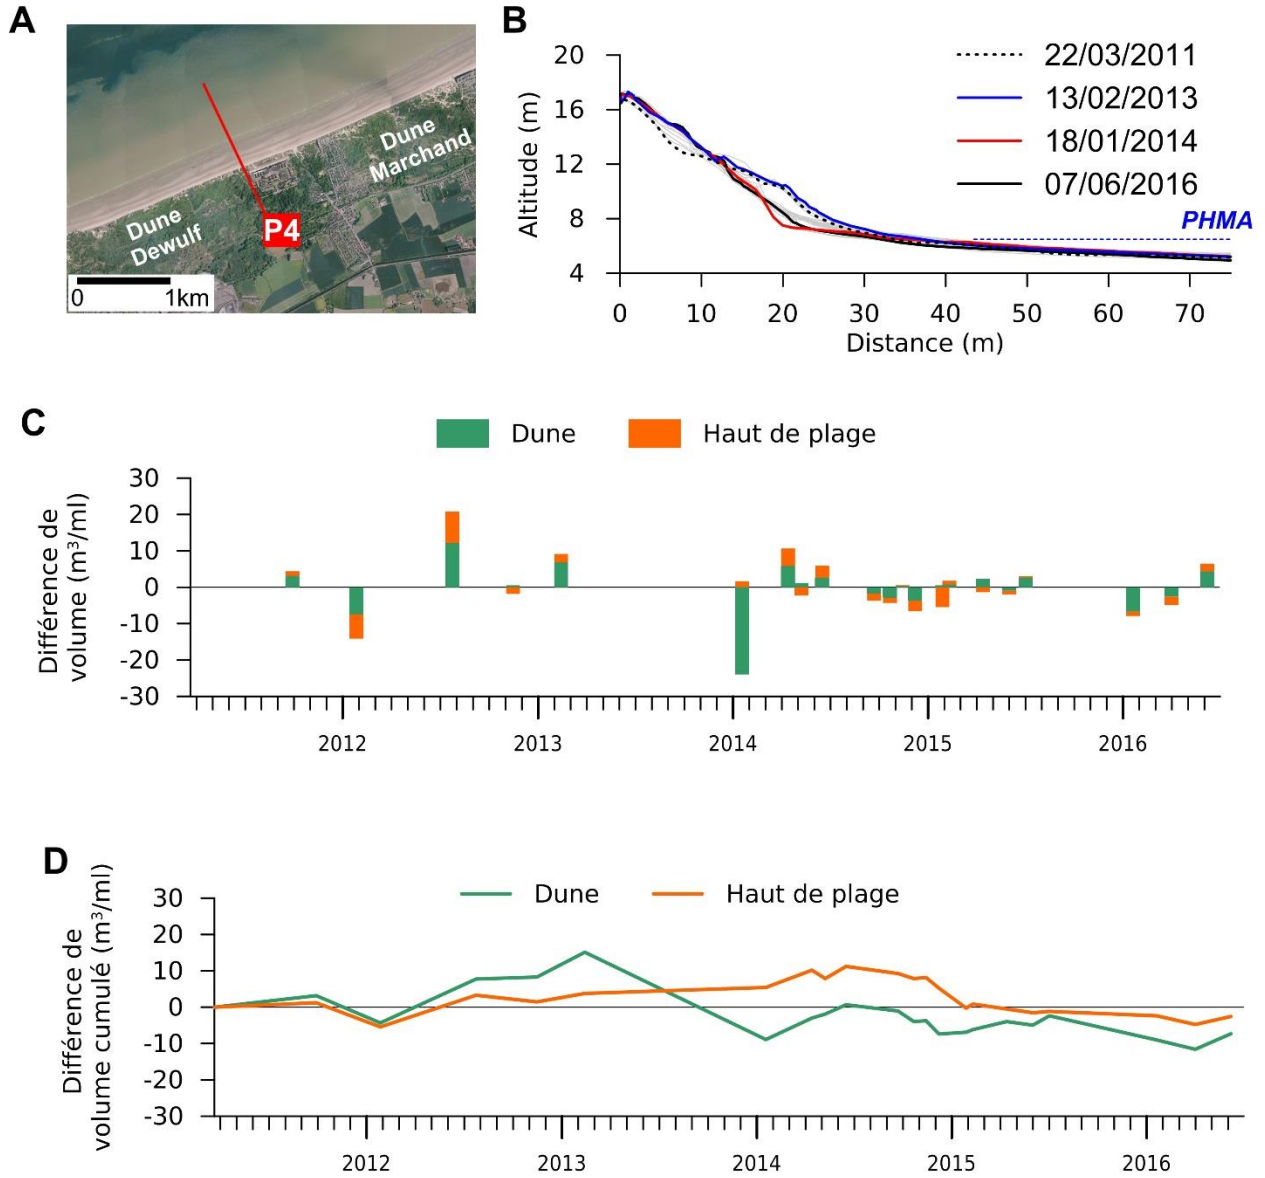 A
Dune
Marchand
Dune
Dewulf
P4
0
1km
B
20
16
12
8
4
Altitude (m)
22/03/2011
13/02/2013
18/01/2014
07/06/2016
PHMA
0 10 20 30 40 50 60 70
Distance (m)
C
Dune
Haut de plage
30
20
10
0
-10
-20
-30
Différence de
volume (m³/ml)
2012 2013 2014 2015 2016
D
Dune
Haut de plage
30
20
10
0
-10
-20
-30
Différence de
volume cumulé (m³/ml)
2012 2013 2014 2015 2016